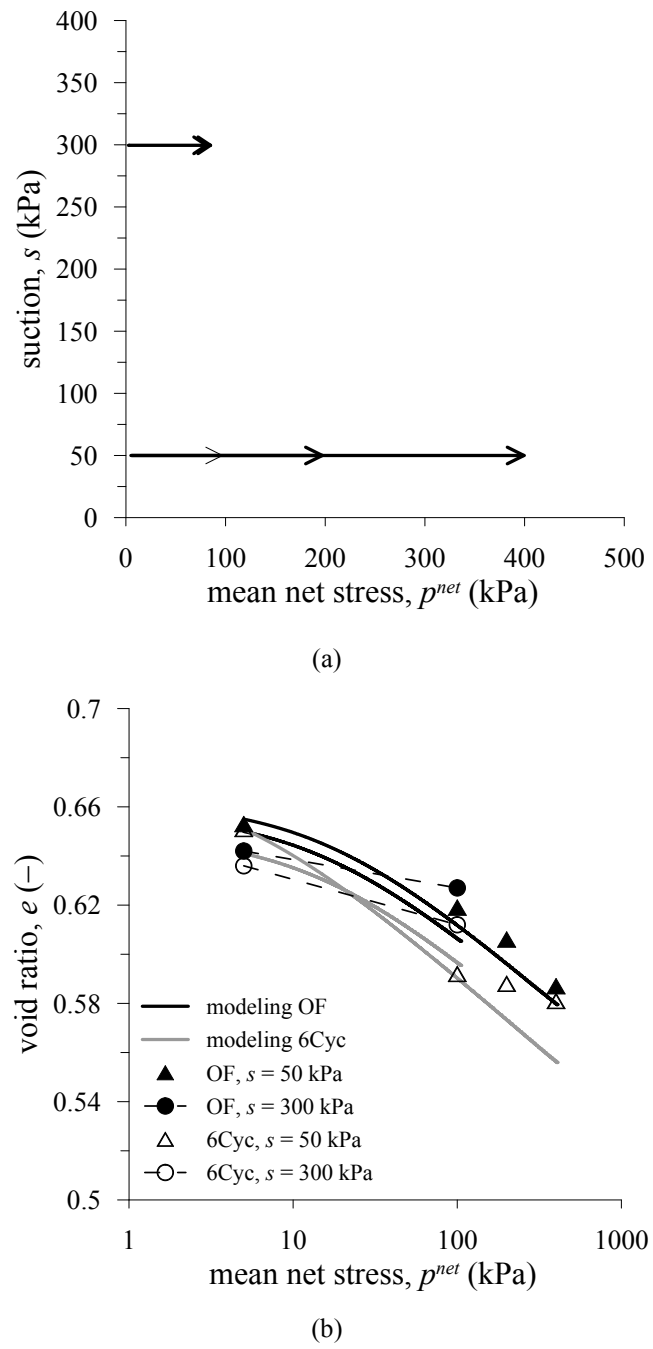 400
350
300
250
200
150
100
50
0
suction, s (kPa)
0 100 200 300 400 500
mean net stress, p^net (kPa)
(a)
0.7
0.66
0.62
0.58
0.54
0.5
void ratio, e (−)
modeling OF
modeling 6Cyc
OF, s = 50 kPa
OF, s = 300 kPa
6Cyc, s = 50 kPa
6Cyc, s = 300 kPa
1 10 100 1000
mean net stress, p^net (kPa)
(b)